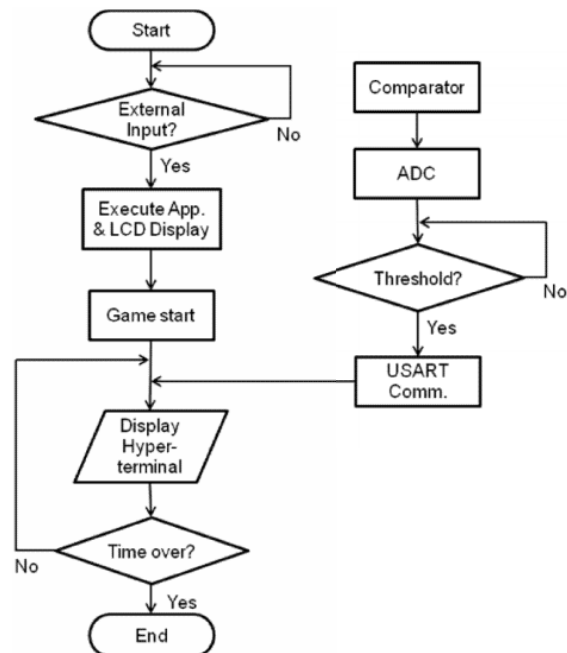 Start
External
Input?
No
Yes
Execute App.
& LCD Display
Game start
Display
Hyper-
terminal
Time over?
No
Yes
End
Comparator
ADC
Threshold?
No
Yes
USART
Comm.